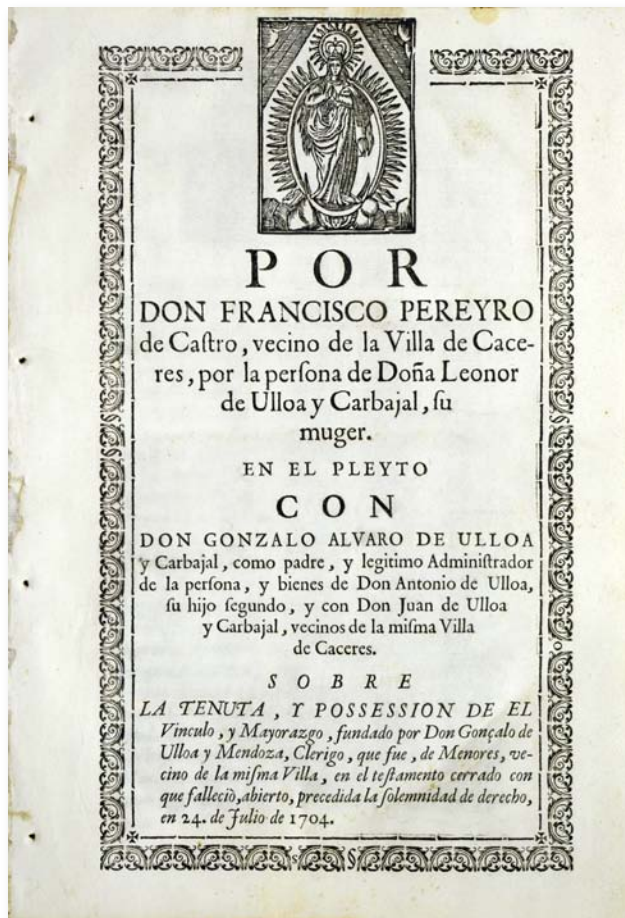 POR
DON FRANCISCO PEREYRO
de Caſtro, vecino de la Villa de Cace-
res, por la perſona de Doña Leonor
de Ulloa y Carbajal, ſu
muger.
EN EL PLEYTO
CON
DON GONZALO ALVARO DE ULLOA
y Carbajal, como padre, y legitimo Adminiſtrador
de la perſona, y bienes de Don Antonio de Ulloa,
ſu hijo ſegundo, y con Don Juan de Ulloa
y Carbajal, vecinos de la miſma Villa
de Caceres.
SOBRE
LA TENUTA, Y POSSESSION DE EL
Vinculo, y Mayorazgo, fundado por Don Gonçalo de
Ulloa y Mendoza, Clerigo, que fue, de Menores, ve-
cino de la miſma Villa, en el teſtamento cerrado con
que falleciò, abierto, precedida la ſolemnidad de derecho,
en 24. de Julio de 1704.